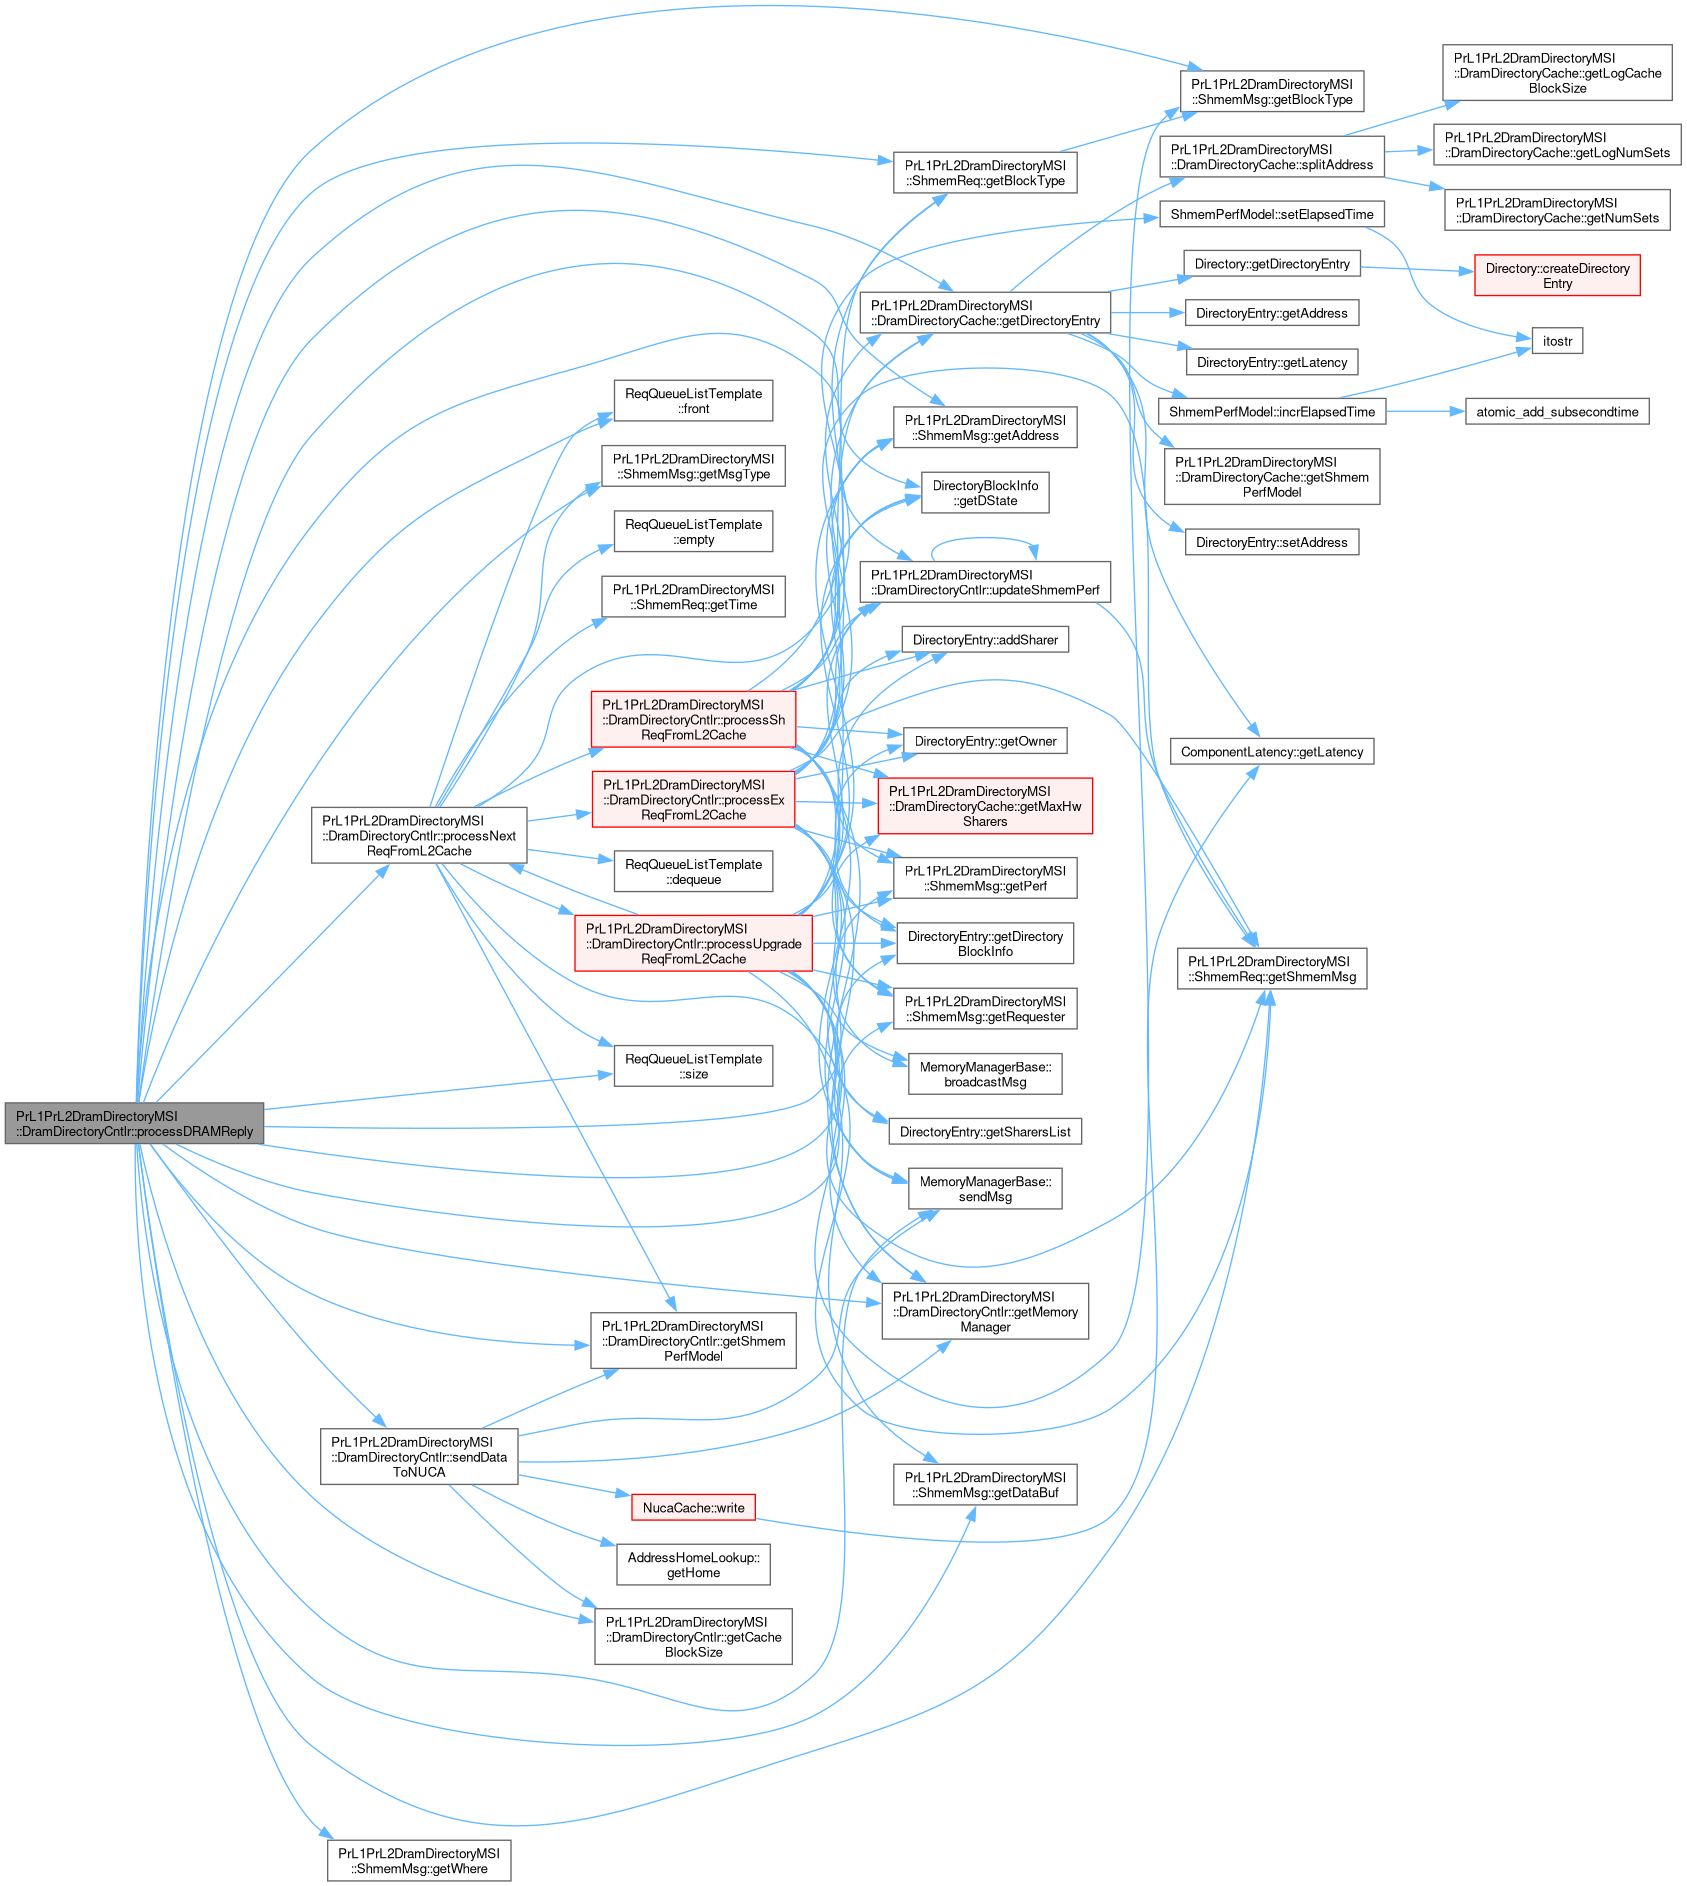 PrL1PrL2DramDirectoryMSI
::DramDirectoryCntlr::processDRAMReply
PrL1PrL2DramDirectoryMSI
::DramDirectoryCntlr::processNext
ReqFromL2Cache
PrL1PrL2DramDirectoryMSI
::DramDirectoryCntlr::sendData
ToNUCA
PrL1PrL2DramDirectoryMSI
::ShmemMsg::getWhere
ReqQueueListTemplate
::front
PrL1PrL2DramDirectoryMSI
::ShmemMsg::getMsgType
ReqQueueListTemplate
::empty
PrL1PrL2DramDirectoryMSI
::ShmemReq::getTime
PrL1PrL2DramDirectoryMSI
::DramDirectoryCntlr::processSh
ReqFromL2Cache
PrL1PrL2DramDirectoryMSI
::DramDirectoryCntlr::processEx
ReqFromL2Cache
ReqQueueListTemplate
::dequeue
PrL1PrL2DramDirectoryMSI
::DramDirectoryCntlr::processUpgrade
ReqFromL2Cache
ReqQueueListTemplate
::size
PrL1PrL2DramDirectoryMSI
::DramDirectoryCntlr::getShmem
PerfModel
NucaCache::write
AddressHomeLookup::
getHome
PrL1PrL2DramDirectoryMSI
::DramDirectoryCntlr::getCache
BlockSize
PrL1PrL2DramDirectoryMSI
::ShmemReq::getBlockType
PrL1PrL2DramDirectoryMSI
::DramDirectoryCache::getDirectoryEntry
PrL1PrL2DramDirectoryMSI
::ShmemMsg::getAddress
DirectoryBlockInfo
::getDState
PrL1PrL2DramDirectoryMSI
::DramDirectoryCntlr::updateShmemPerf
DirectoryEntry::addSharer
DirectoryEntry::getOwner
PrL1PrL2DramDirectoryMSI
::DramDirectoryCache::getMaxHw
Sharers
PrL1PrL2DramDirectoryMSI
::ShmemMsg::getPerf
DirectoryEntry::getDirectory
BlockInfo
PrL1PrL2DramDirectoryMSI
::ShmemMsg::getRequester
MemoryManagerBase::
broadcastMsg
DirectoryEntry::getSharersList
MemoryManagerBase::
sendMsg
PrL1PrL2DramDirectoryMSI
::DramDirectoryCntlr::getMemory
Manager
PrL1PrL2DramDirectoryMSI
::ShmemMsg::getDataBuf
PrL1PrL2DramDirectoryMSI
::ShmemMsg::getBlockType
PrL1PrL2DramDirectoryMSI
::DramDirectoryCache::splitAddress
ShmemPerfModel::setElapsedTime
Directory::getDirectoryEntry
DirectoryEntry::getAddress
DirectoryEntry::getLatency
ShmemPerfModel::incrElapsedTime
PrL1PrL2DramDirectoryMSI
::DramDirectoryCache::getShmem
PerfModel
DirectoryEntry::setAddress
ComponentLatency::getLatency
PrL1PrL2DramDirectoryMSI
::ShmemReq::getShmemMsg
PrL1PrL2DramDirectoryMSI
::DramDirectoryCache::getLogCache
BlockSize
PrL1PrL2DramDirectoryMSI
::DramDirectoryCache::getLogNumSets
PrL1PrL2DramDirectoryMSI
::DramDirectoryCache::getNumSets
Directory::createDirectory
Entry
itostr
atomic_add_subsecondtime